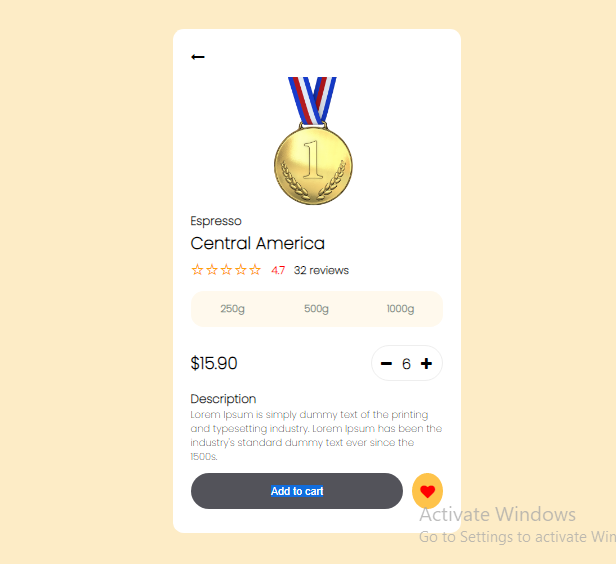 1
Espresso
Central America
4.7 32 reviews
250g 500g 1000g
$15.90
6
Description
Lorem Ipsum is simply dummy text of the printing
and typesetting industry. Lorem Ipsum has been the
industry's standard dummy text ever since the
1500s.
Add to cart
Activate Windows
Go to Settings to activate Win